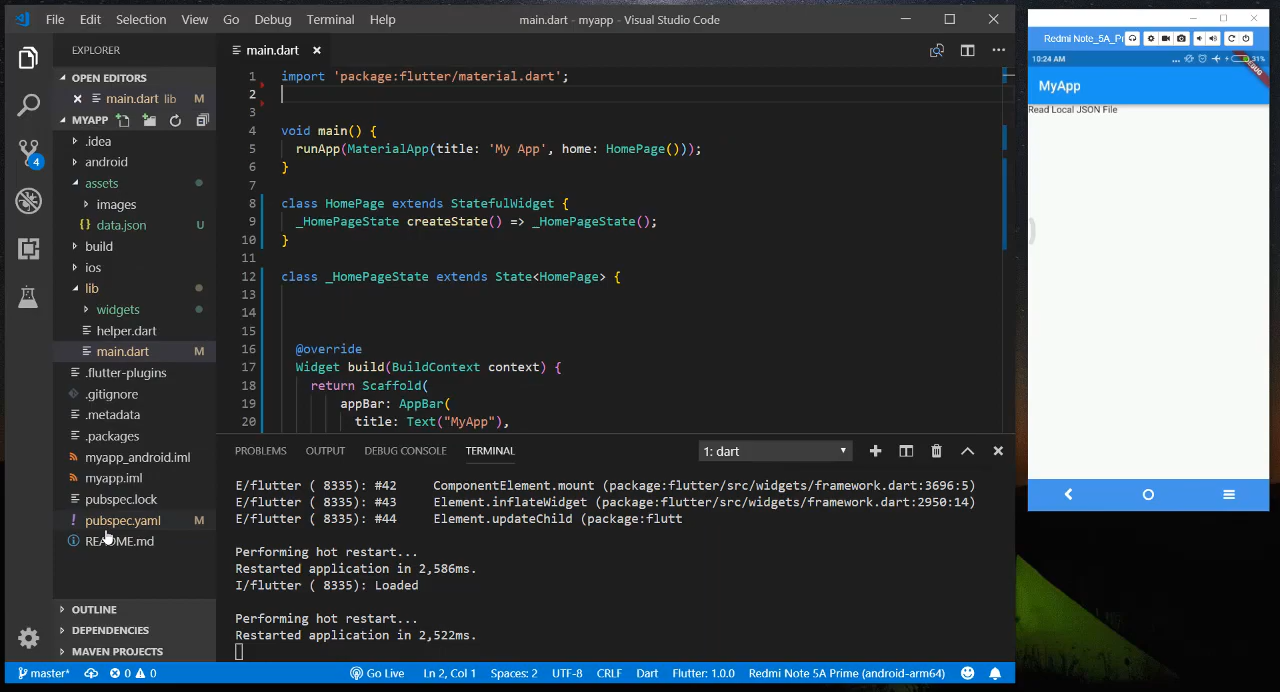 File Edit Selection View Go Debug Terminal Help
main.dart - myapp - Visual Studio Code
EXPLORER
OPEN EDITORS
main.dart lib M
MYAPP
.idea
android
assets
images
{} data.json U
build
ios
lib
widgets
helper.dart
main.dart M
.flutter-plugins
.gitignore
.metadata
.packages
myapp_android.iml
myapp.iml
pubspec.lock
! pubspec.yaml M
README.md
OUTLINE
DEPENDENCIES
MAVEN PROJECTS
4
main.dart
1 import 'package:flutter/material.dart';
2
3
4 void main() {
5 runApp(MaterialApp(title: 'My App', home: HomePage()));
6 }
7
8 class HomePage extends StatefulWidget {
9 _HomePageState createState() => _HomePageState();
10 }
11
12 class _HomePageState extends State<HomePage> {
13
14
15
16 @override
17 Widget build(BuildContext context) {
18 return Scaffold(
19 appBar: AppBar(
20 title: Text("MyApp"),
PROBLEMS OUTPUT DEBUG CONSOLE TERMINAL
1: dart
E/flutter ( 8335): #42 ComponentElement.mount (package:flutter/src/widgets/framework.dart:3696:5)
E/flutter ( 8335): #43 Element.inflateWidget (package:flutter/src/widgets/framework.dart:2950:14)
E/flutter ( 8335): #44 Element.updateChild (package:flutt
Performing hot restart...
Restarted application in 2,586ms.
I/flutter ( 8335): Loaded
Performing hot restart...
Restarted application in 2,522ms.
master* 0 0 Go Live Ln 2, Col 1 Spaces: 2 UTF-8 CRLF Dart Flutter: 1.0.0 Redmi Note 5A Prime (android-arm64)
Redmi Note_5A_Pr
10:24 AM ... 31%
DEBUG
MyApp
Read Local JSON File